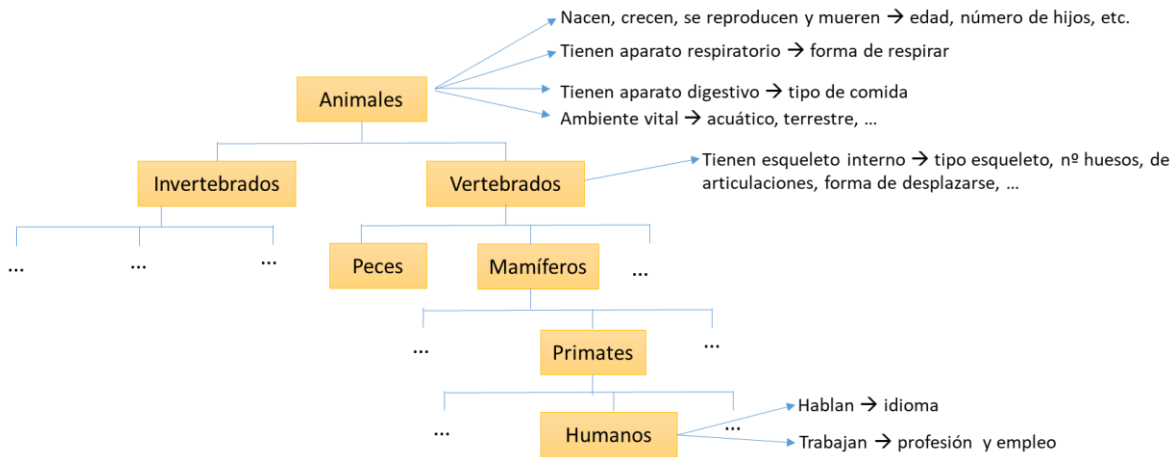 Nacen, crecen, se reproducen y mueren → edad, número de hijos, etc.
Tienen aparato respiratorio → forma de respirar
Animales
Tienen aparato digestivo → tipo de comida
Ambiente vital → acuático, terrestre, ...
Invertebrados
Vertebrados
Tienen esqueleto interno → tipo esqueleto, nº huesos, de
articulaciones, forma de desplazarse, ...
...
...
...
Peces
Mamíferos
...
...
Primates
...
...
Humanos
...
Hablan → idioma
Trabajan → profesión y empleo